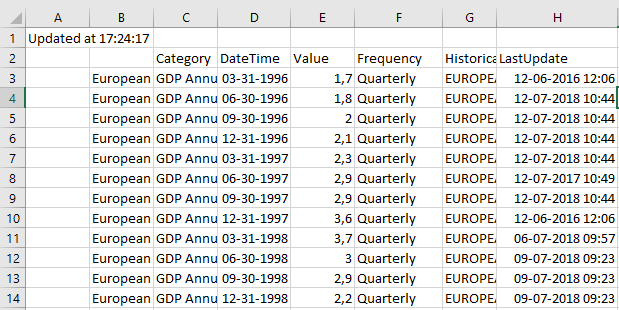 A B C D E F G H
1 Updated at 17:24:17
2 Category DateTime Value Frequency Historica LastUpdate
3 European GDP Annu 03-31-1996 1,7 Quarterly EUROPEA 12-06-2016 12:06
4 European GDP Annu 06-30-1996 1,8 Quarterly EUROPEA 12-07-2018 10:44
5 European GDP Annu 09-30-1996 2 Quarterly EUROPEA 12-07-2018 10:44
6 European GDP Annu 12-31-1996 2,1 Quarterly EUROPEA 12-07-2018 10:44
7 European GDP Annu 03-31-1997 2,3 Quarterly EUROPEA 12-07-2018 10:44
8 European GDP Annu 06-30-1997 2,9 Quarterly EUROPEA 12-07-2017 10:49
9 European GDP Annu 09-30-1997 2,9 Quarterly EUROPEA 12-07-2018 10:44
10 European GDP Annu 12-31-1997 3,6 Quarterly EUROPEA 12-06-2016 12:06
11 European GDP Annu 03-31-1998 3,7 Quarterly EUROPEA 06-07-2018 09:57
12 European GDP Annu 06-30-1998 3 Quarterly EUROPEA 09-07-2018 09:23
13 European GDP Annu 09-30-1998 2,9 Quarterly EUROPEA 09-07-2018 09:23
14 European GDP Annu 12-31-1998 2,2 Quarterly EUROPEA 09-07-2018 09:23